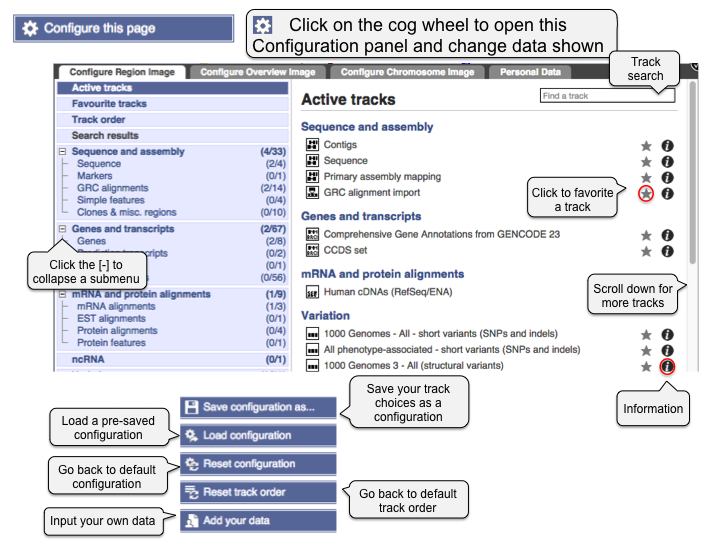 Configure this page
Click on the cog wheel to open this
Configuration panel and change data shown
Track
search
Configure Region Image
Configure Overview Image
Configure Chromosome Image
Personal Data
Active tracks
Favourite tracks
Track order
Search results
Sequence and assembly (4/33)
Sequence (2/4)
Markers (0/1)
GRC alignments (2/14)
Simple features (0/4)
Clones & misc. regions (0/10)
Genes and transcripts (2/67)
Genes (2/8)
transcripts (0/2)
(0/1)
(0/56)
Click the [-] to
collapse a submenu
mRNA and protein alignments (1/9)
mRNA alignments (1/3)
EST alignments (0/1)
Protein alignments (0/4)
Protein features (0/1)
ncRNA (0/1)
Active tracks
Find a track
Sequence and assembly
Contigs
Sequence
Primary assembly mapping
GRC alignment import
Click to favorite
a track
Genes and transcripts
Comprehensive Gene Annotations from GENCODE 23
CCDS set
mRNA and protein alignments
Human cDNAs (RefSeq/ENA)
Scroll down for
more tracks
Variation
1000 Genomes - All - short variants (SNPs and indels)
All phenotype-associated - short variants (SNPs and indels)
1000 Genomes 3 - All (structural variants)
Information
Save configuration as...
Save your track
choices as a
configuration
Load a pre-saved
configuration
Load configuration
Go back to default
configuration
Reset configuration
Reset track order
Go back to default
track order
Input your own data
Add your data